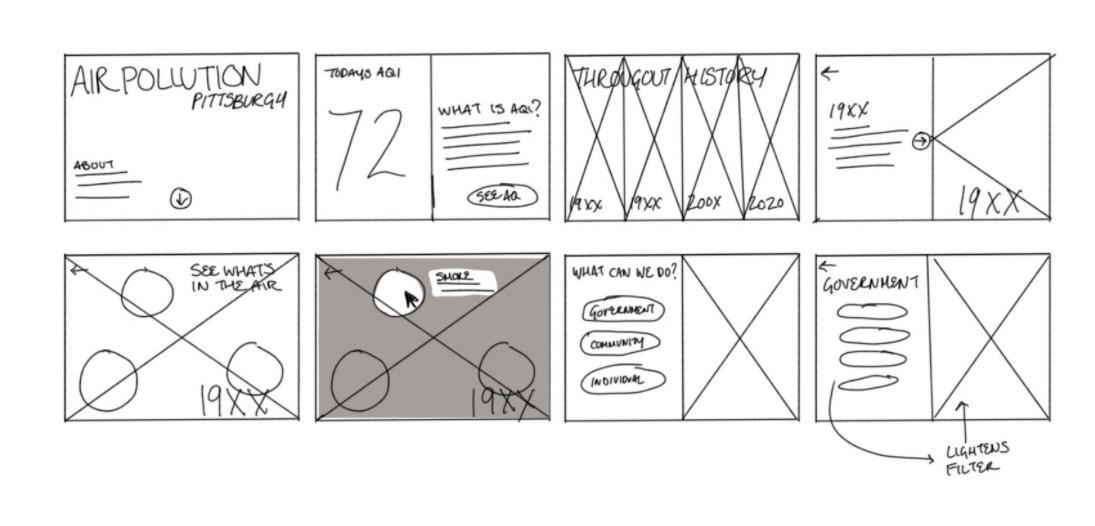 AIR POLLUTION
PITTSBURGH
ABOUT
TODAYS AQI
72
WHAT IS AQI?
SEE AQ
THROUGOUT HISTORY
19XX
19XX
200X
2020
19XX
19XX
SEE WHAT'S
IN THE AIR
19XX
SMOKE
19XX
WHAT CAN WE DO?
GOVERNMENT
COMMUNITY
INDIVIDUAL
GOVERNMENT
LIGHTENS
FILTER